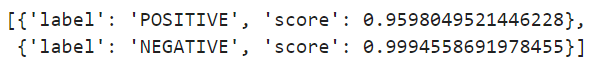 [{'label': 'POSITIVE', 'score': 0.9598049521446228},
 {'label': 'NEGATIVE', 'score': 0.9994558691978455}]